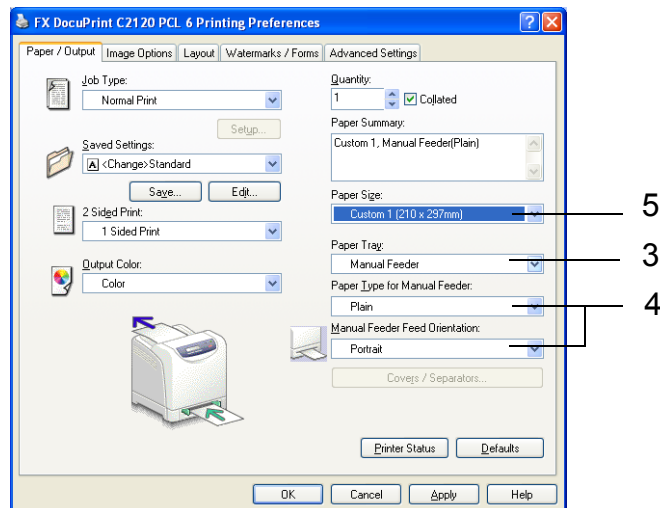 FX DocuPrint C2120 PCL 6 Printing Preferences
Paper / Output
Image Options
Layout
Watermarks / Forms
Advanced Settings
Job Type:
Normal Print
Setup...
Saved Settings:
A <Change>Standard
Save...
Edit...
2 Sided Print:
1 Sided Print
Output Color:
Color
Quantity:
1
Collated
Paper Summary:
Custom 1, Manual Feeder(Plain)
Paper Size:
Custom 1 (210 x 297mm)
5
Paper Tray:
Manual Feeder
3
Paper Type for Manual Feeder:
Plain
4
Manual Feeder Feed Orientation:
Portrait
Covers / Separators...
Printer Status
Defaults
OK
Cancel
Apply
Help